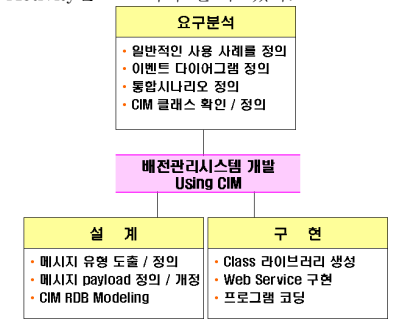 요구분석
• 일반적인 사용 사례를 정의
• 이벤트 다이어그램 정의
• 통합시나리오 정의
• CIM 클래스 확인 / 정의
배전관리시스템 개발
Using CIM
설 계
• 메시지 유형 도출 / 정의
• 메시지 payload 정의 / 개정
• CIM RDB Modeling
구 현
• Class 라이브러리 생성
• Web Service 구현
• 프로그램 코딩